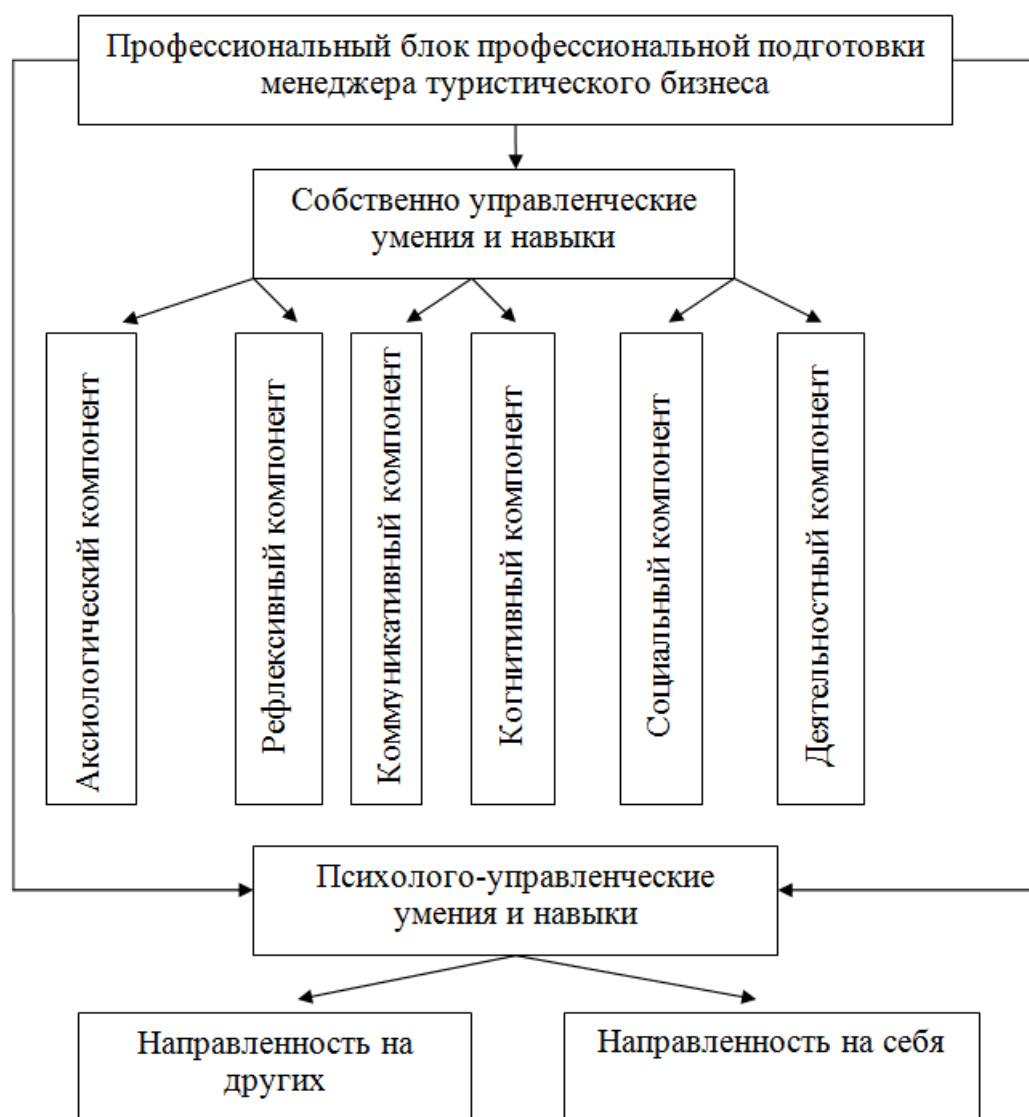 Профессиональный блок профессиональной подготовки
менеджера туристического бизнеса
Собственно управленческие
умения и навыки
Аксиологический компонент
Рефлексивный компонент
Коммуникативный компонент
Когнитивный компонент
Социальный компонент
Деятельностный компонент
Психолого-управленческие
умения и навыки
Направленность на
других
Направленность на себя